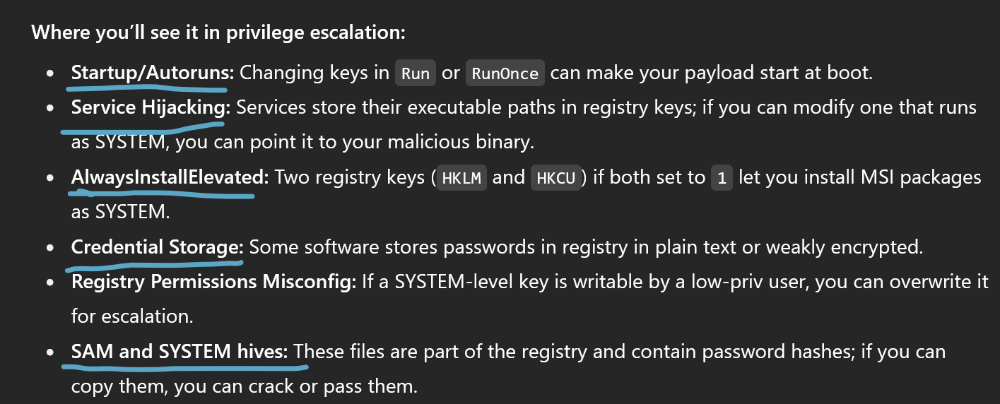 Where you’ll see it in privilege escalation:
• Startup/Autoruns: Changing keys in Run or RunOnce can make your payload start at boot.
• Service Hijacking: Services store their executable paths in registry keys; if you can modify one that runs
as SYSTEM, you can point it to your malicious binary.
• AlwaysInstallElevated: Two registry keys (HKLM and HKCU) if both set to 1 let you install MSI packages
as SYSTEM.
• Credential Storage: Some software stores passwords in registry in plain text or weakly encrypted.
• Registry Permissions Misconfig: If a SYSTEM-level key is writable by a low-priv user, you can overwrite it
for escalation.
• SAM and SYSTEM hives: These files are part of the registry and contain password hashes; if you can
copy them, you can crack or pass them.